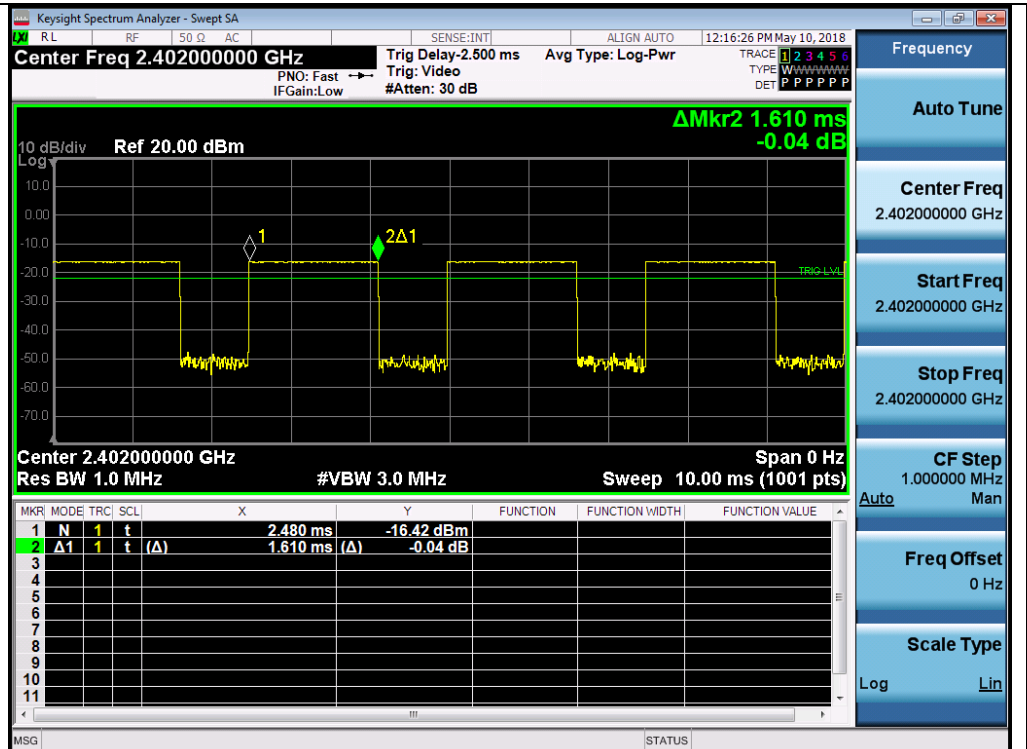 Keysight Spectrum Analyzer - Swept SA
LXI RL RF 50 Ω AC SENSE:INT ALIGN AUTO 12:16:26 PM May 10, 2018
Center Freq 2.402000000 GHz Trig Delay-2.500 ms Avg Type: Log-Pwr TRACE 1 2 3 4 5 6
PNO: Fast Trig: Video TYPE WWWWWW
IFGain:Low #Atten: 30 dB DET P P P P P P
ΔMkr2 1.610 ms
-0.04 dB
10 dB/div Ref 20.00 dBm
Log
10.0
0.00
-10.0
-20.0
-30.0
-40.0
-50.0
-60.0
-70.0
1
2Δ1
TRIG LVL
Center 2.402000000 GHz Span 0 Hz
Res BW 1.0 MHz #VBW 3.0 MHz Sweep 10.00 ms (1001 pts)
MKR MODE TRC SCL X Y FUNCTION FUNCTION WIDTH FUNCTION VALUE
1 N 1 t 2.480 ms -16.42 dBm
2 Δ1 1 t (Δ) 1.610 ms (Δ) -0.04 dB
3
4
5
6
7
8
9
10
11
MSG STATUS
Frequency
Auto Tune
Center Freq
2.402000000 GHz
Start Freq
2.402000000 GHz
Stop Freq
2.402000000 GHz
CF Step
1.000000 MHz
Auto Man
Freq Offset
0 Hz
Scale Type
Log Lin